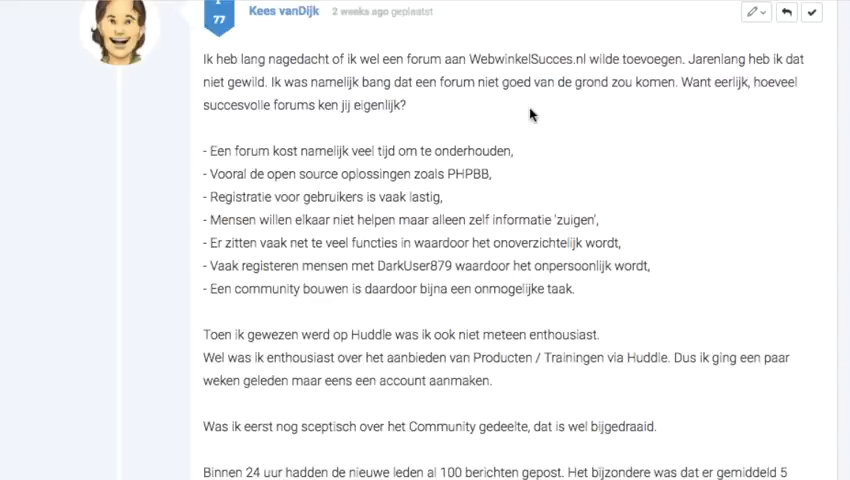 77
Kees vanDijk 2 weeks ago geplaatst
Ik heb lang nagedacht of ik wel een forum aan WebwinkelSucces.nl wilde toevoegen. Jarenlang heb ik dat
niet gewild. Ik was namelijk bang dat een forum niet goed van de grond zou komen. Want eerlijk, hoeveel
succesvolle forums ken jij eigenlijk?
- Een forum kost namelijk veel tijd om te onderhouden,
- Vooral de open source oplossingen zoals PHPBB,
- Registratie voor gebruikers is vaak lastig,
- Mensen willen elkaar niet helpen maar alleen zelf informatie 'zuigen',
- Er zitten vaak net te veel functies in waardoor het onoverzichtelijk wordt,
- Vaak registeren mensen met DarkUser879 waardoor het onpersoonlijk wordt,
- Een community bouwen is daardoor bijna een onmogelijke taak.
Toen ik gewezen werd op Huddle was ik ook niet meteen enthousiast.
Wel was ik enthousiast over het aanbieden van Producten / Trainingen via Huddle. Dus ik ging een paar
weken geleden maar eens een account aanmaken.
Was ik eerst nog sceptisch over het Community gedeelte, dat is wel bijgedraaid.
Binnen 24 uur hadden de nieuwe leden al 100 berichten gepost. Het bijzondere was dat er gemiddeld 5